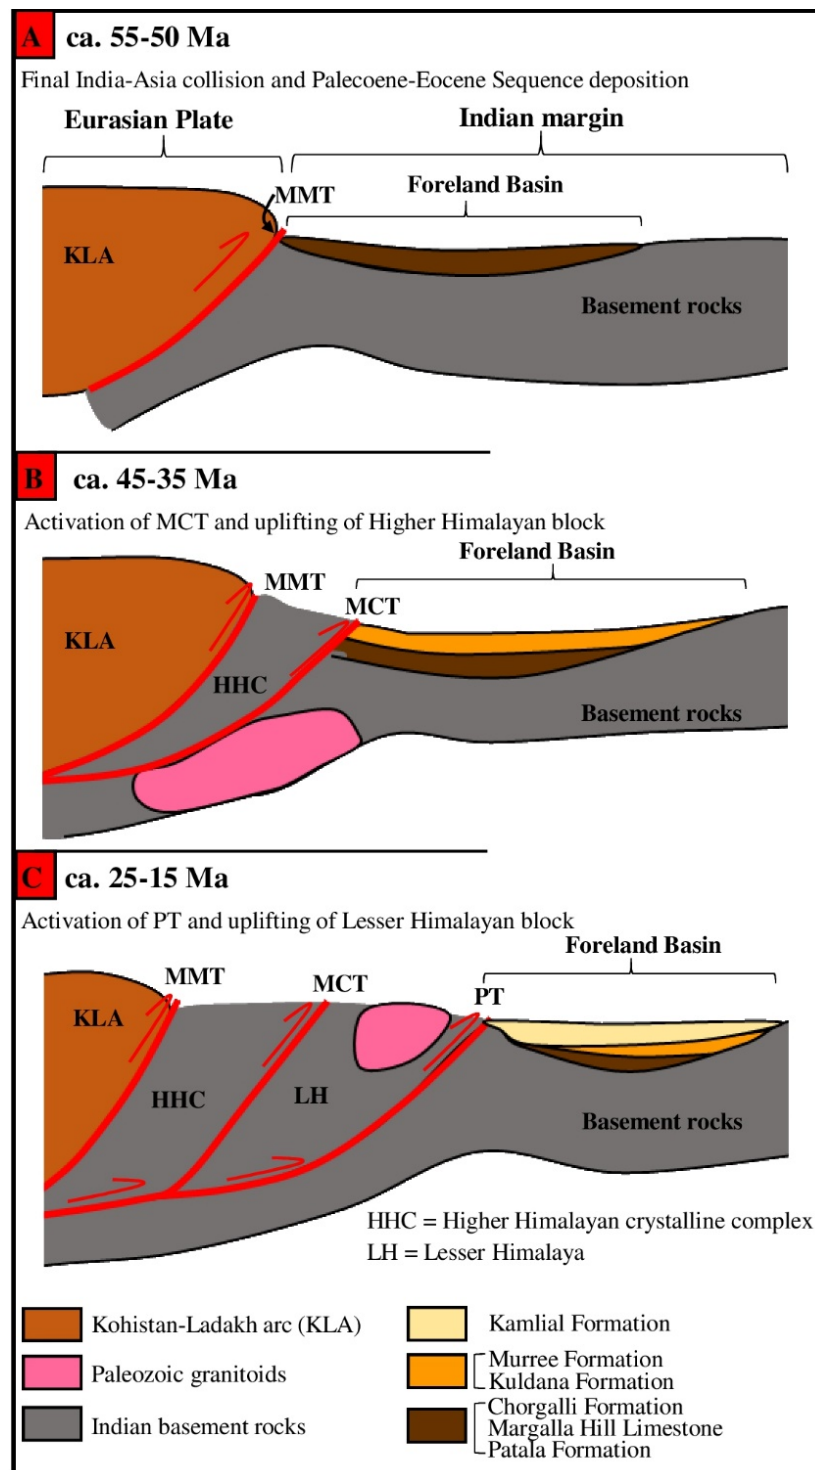 A ca. 55-50 Ma
Final India-Asia collision and Palecoene-Eocene Sequence deposition
Eurasian Plate Indian margin
Foreland Basin
MMT
KLA
Basement rocks
B ca. 45-35 Ma
Activation of MCT and uplifting of Higher Himalayan block
Foreland Basin
MMT
MCT
KLA
HHC
Basement rocks
C ca. 25-15 Ma
Activation of PT and uplifting of Lesser Himalayan block
Foreland Basin
MMT MCT PT
KLA
HHC LH
Basement rocks
HHC = Higher Himalayan crystalline complex
LH = Lesser Himalaya
Kohistan-Ladakh arc (KLA)
Paleozoic granitoids
Indian basement rocks
Kamlial Formation
Murree Formation
Kuldana Formation
Chorgalli Formation
Margalla Hill Limestone
Patala Formation